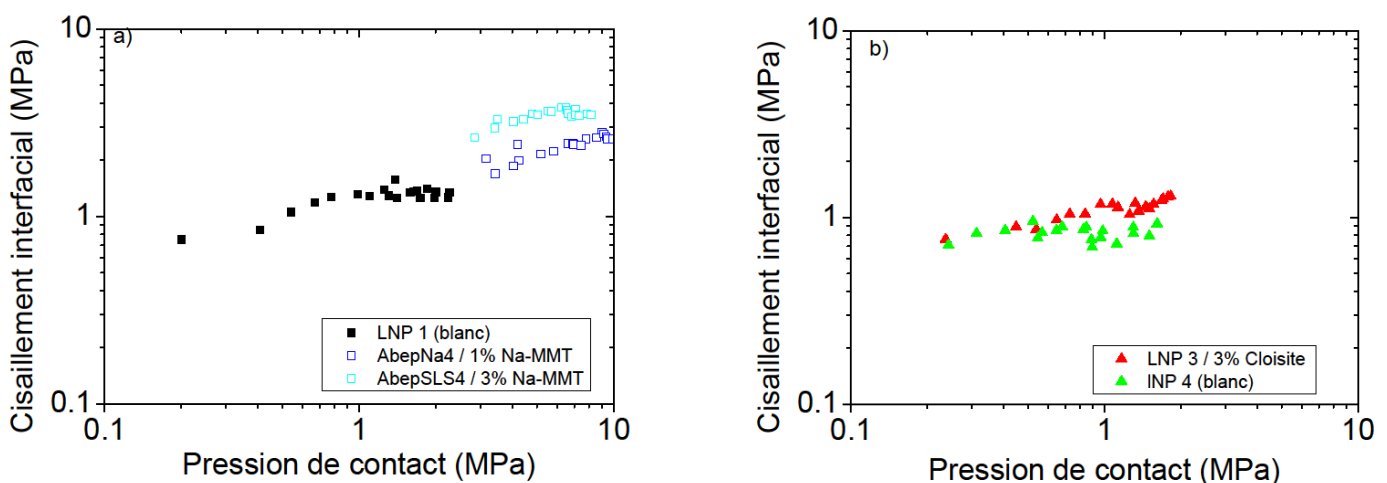 Cisaillement interfacial (MPa)
10
1
0.1
a)
LNP 1 (blanc)
AbepNa4 / 1% Na-MMT
AbepSLS4 / 3% Na-MMT
0.1
1
10
Pression de contact (MPa)
Cisaillement interfacial (MPa)
10
1
0.1
b)
LNP 3 / 3% Cloisite
INP 4 (blanc)
0.1
1
10
Pression de contact (MPa)